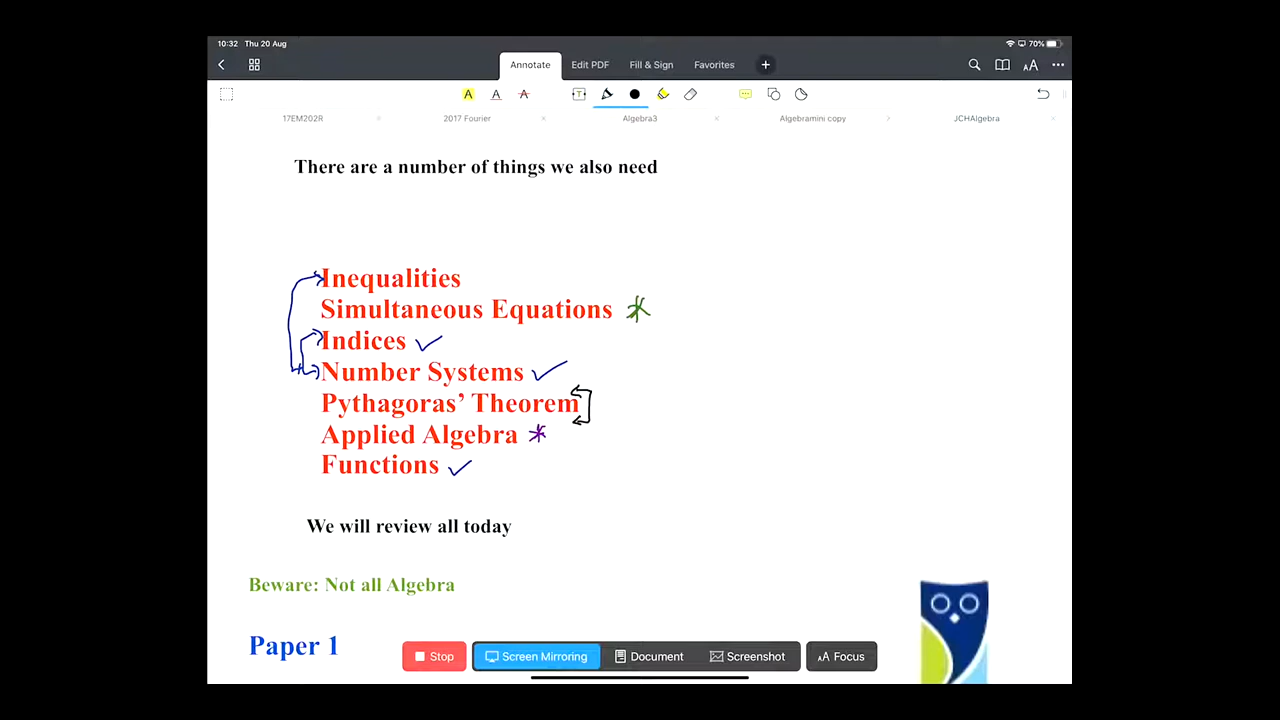 10:32 Thu 20 Aug 70%
Annotate Edit PDF Fill & Sign Favorites
17EM202R 2017 Fourier Algebra3 Algebramini copy JCHAlgebra
There are a number of things we also need
Inequalities
Simultaneous Equations
Indices
Number Systems
Pythagoras' Theorem
Applied Algebra
Functions
We will review all today
Beware: Not all Algebra
Paper 1
Stop Screen Mirroring Document Screenshot AA Focus